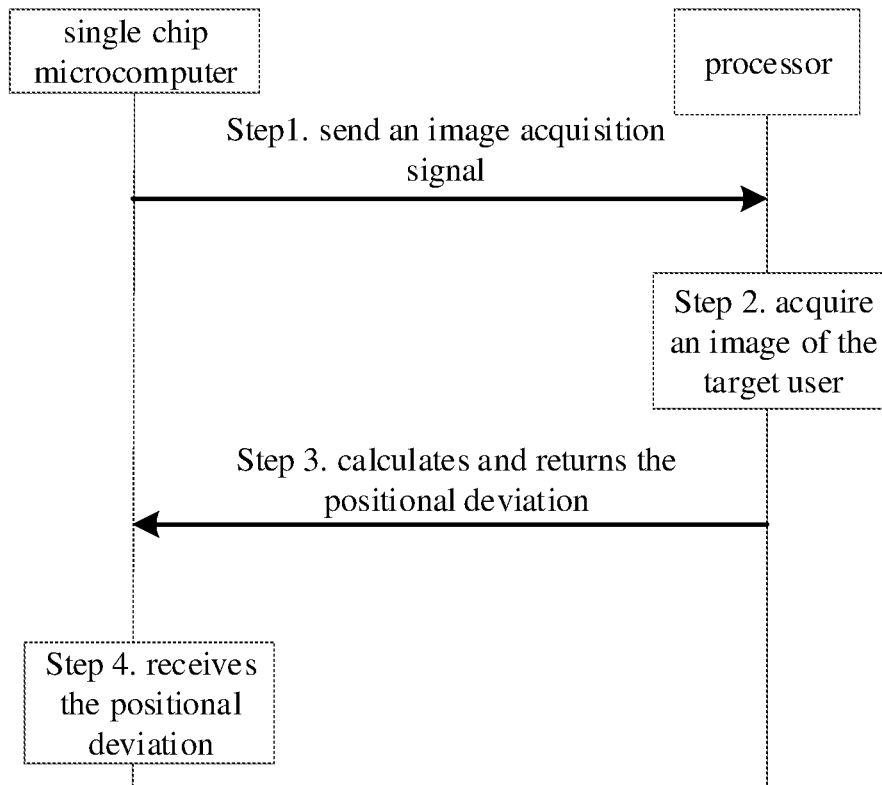 single chip
microcomputer
processor
Step1. send an image acquisition
signal
Step 2. acquire
an image of the
target user
Step 3. calculates and returns the
positional deviation
Step 4. receives
the positional
deviation